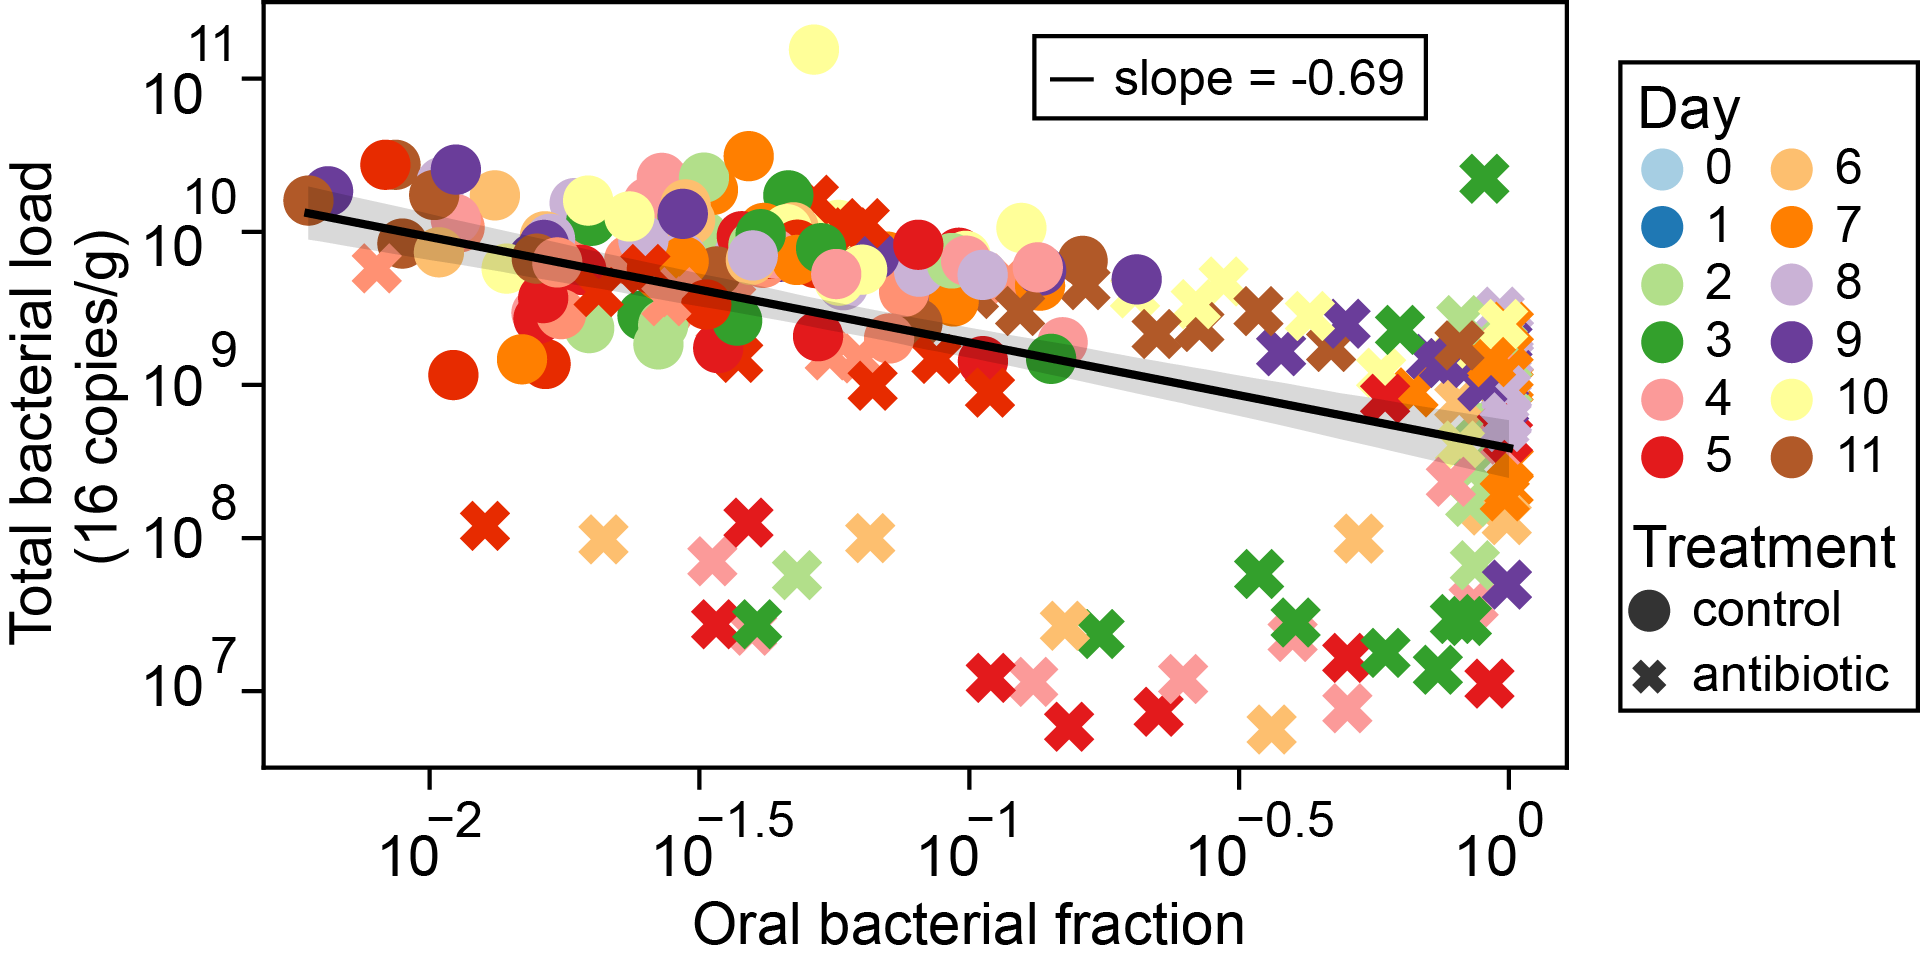 Total bacterial load
(16 copies/g)
10^11
10^10
10^9
10^8
10^7
slope = -0.69
10^−2
10^−1.5
10^−1
10^−0.5
10^0
Oral bacterial fraction
Day
0 6
1 7
2 8
3 9
4 10
5 11
Treatment
control
antibiotic